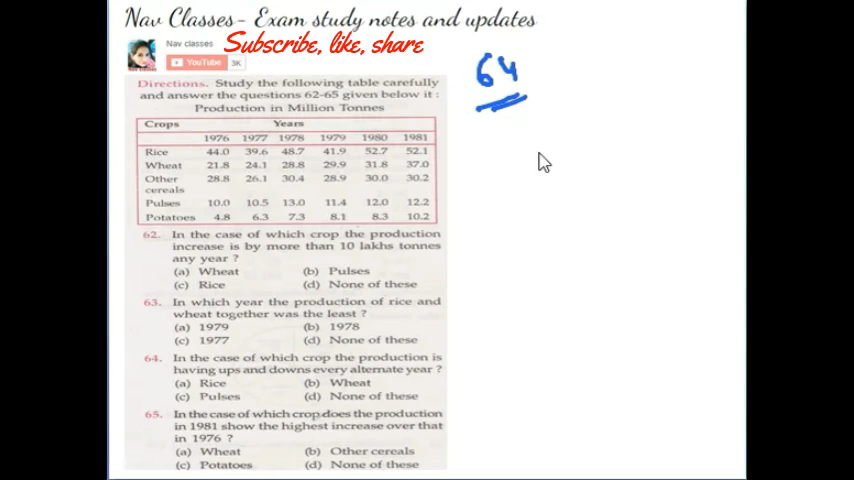 Nav Classes- Exam study notes and updates
Nav classes
Subscribe, like, share
YouTube 3K
64
Directions. Study the following table carefully
and answer the questions 62-65 given below it :
Production in Million Tonnes
Crops Years
1976 1977 1978 1979 1980 1981
Rice 44.0 39.6 48.7 41.9 52.7 52.1
Wheat 21.8 24.1 28.8 29.9 31.8 37.0
Other 28.8 26.1 30.4 28.9 30.0 30.2
cereals
Pulses 10.0 10.5 13.0 11.4 12.0 12.2
Potatoes 4.8 6.3 7.3 8.1 8.3 10.2
62. In the case of which crop the production
increase is by more than 10 lakhs tonnes
any year ?
(a) Wheat (b) Pulses
(c) Rice (d) None of these
63. In which year the production of rice and
wheat together was the least ?
(a) 1979 (b) 1978
(c) 1977 (d) None of these
64. In the case of which crop the production is
having ups and downs every alternate year ?
(a) Rice (b) Wheat
(c) Pulses (d) None of these
65. In the case of which crop does the production
in 1981 show the highest increase over that
in 1976 ?
(a) Wheat (b) Other cereals
(c) Potatoes (d) None of these